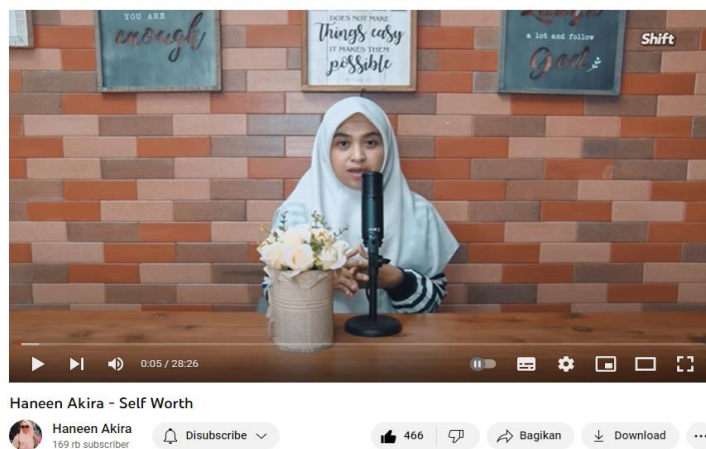 YOU ARE
enough
DOES NOT MAKE
Things easy
IT MAKES THEM
possible
Laugh
a lot and follow
God
Shift
0:05 / 28:26
Haneen Akira - Self Worth
Haneen Akira
169 rb subscriber
Disubscribe
466
Bagikan
Download